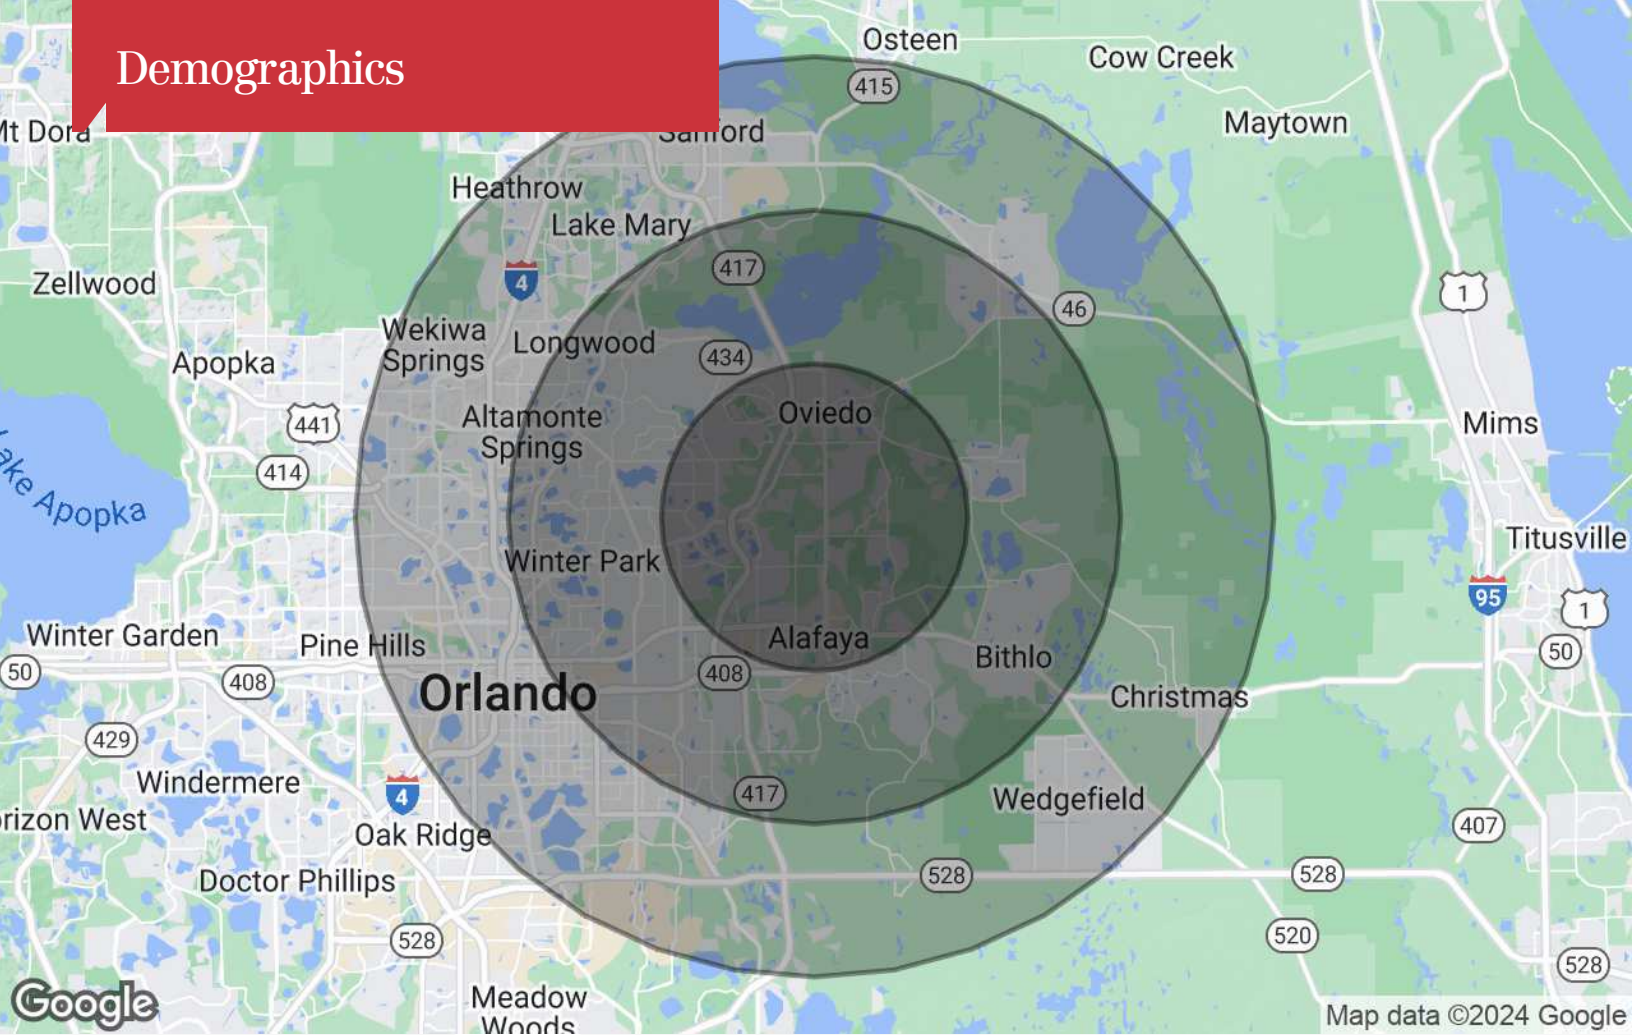 Demographics
Osteen
Cow Creek
415
Maytown
Mt Dora
Sanford
Heathrow
Lake Mary
417
4
Zellwood
46
1
Wekiwa
Springs
Longwood
434
Apopka
Altamonte
Springs
Oviedo
441
Mims
414
Lake Apopka
Titusville
Winter Park
95
1
Winter Garden
Pine Hills
Alafaya
Bithlo
50
50
408
408
Orlando
Christmas
429
Windermere
4
417
Wedgefield
rizon West
Oak Ridge
407
Doctor Phillips
528
528
528
520
528
Google
Meadow
Woods
Map data ©2024 Google